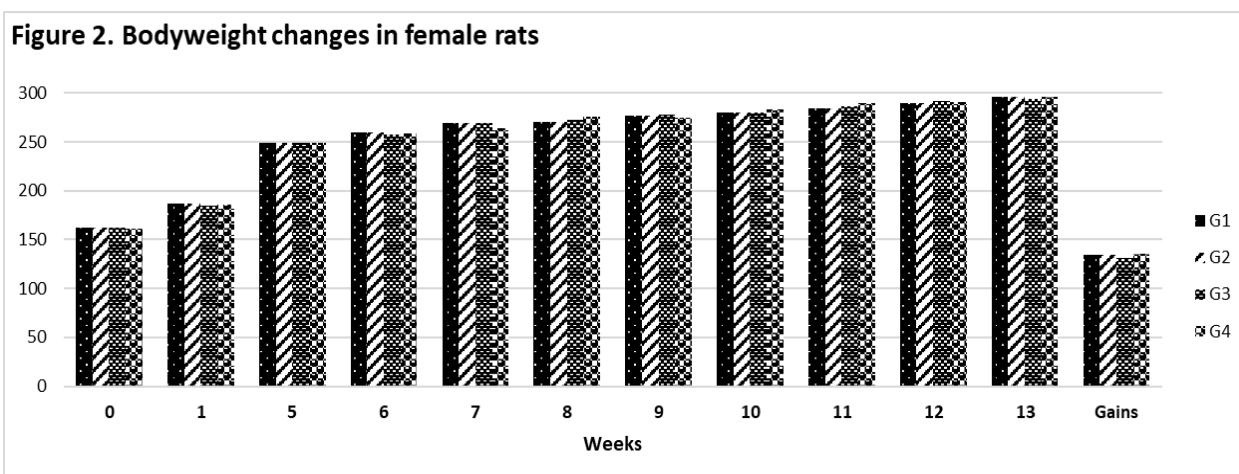 Figure 2. Bodyweight changes in female rats
300
250
200
150
100
50
0
0 1 5 6 7 8 9 10 11 12 13 Gains
Weeks
G1
G2
G3
G4